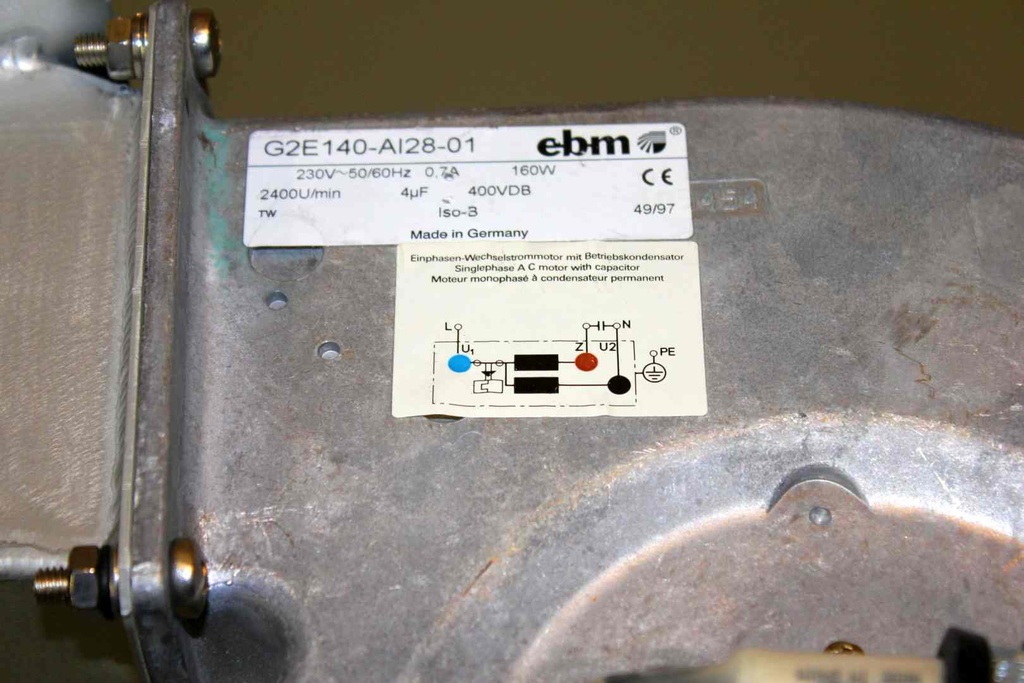 G2E140-AI28-01 ebm ®
230V~50/60Hz 0,7A 160W CE
2400U/min 4µF 400VDB
TW Iso-B 49/97
Made in Germany
454
Einphasen-Wechselstrommotor mit Betriebskondensator
Singlephase A C motor with capacitor
Moteur monophasé à condensateur permanent
L N
U1 Z U2 PE